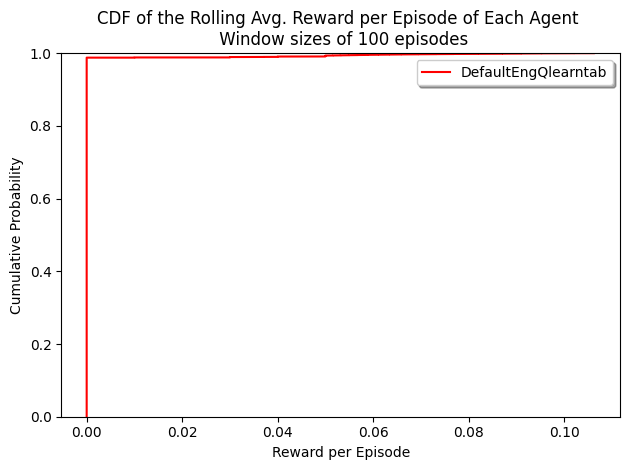 CDF of the Rolling Avg. Reward per Episode of Each Agent
Window sizes of 100 episodes
DefaultEngQlearntab
Cumulative Probability
1.0
0.8
0.6
0.4
0.2
0.0
0.00 0.02 0.04 0.06 0.08 0.10
Reward per Episode